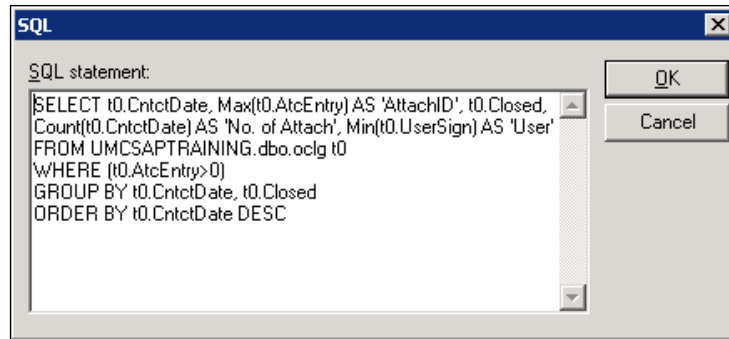 SQL
SQL statement:
SELECT t0.CntctDate, Max(t0.AtcEntry) AS 'AttachID', t0.Closed,
Count(t0.CntctDate) AS 'No. of Attach', Min(t0.UserSign) AS 'User'
FROM UMCSAPTRAINING.dbo.oclg t0
WHERE (t0.AtcEntry>0)
GROUP BY t0.CntctDate, t0.Closed
ORDER BY t0.CntctDate DESC
OK
Cancel